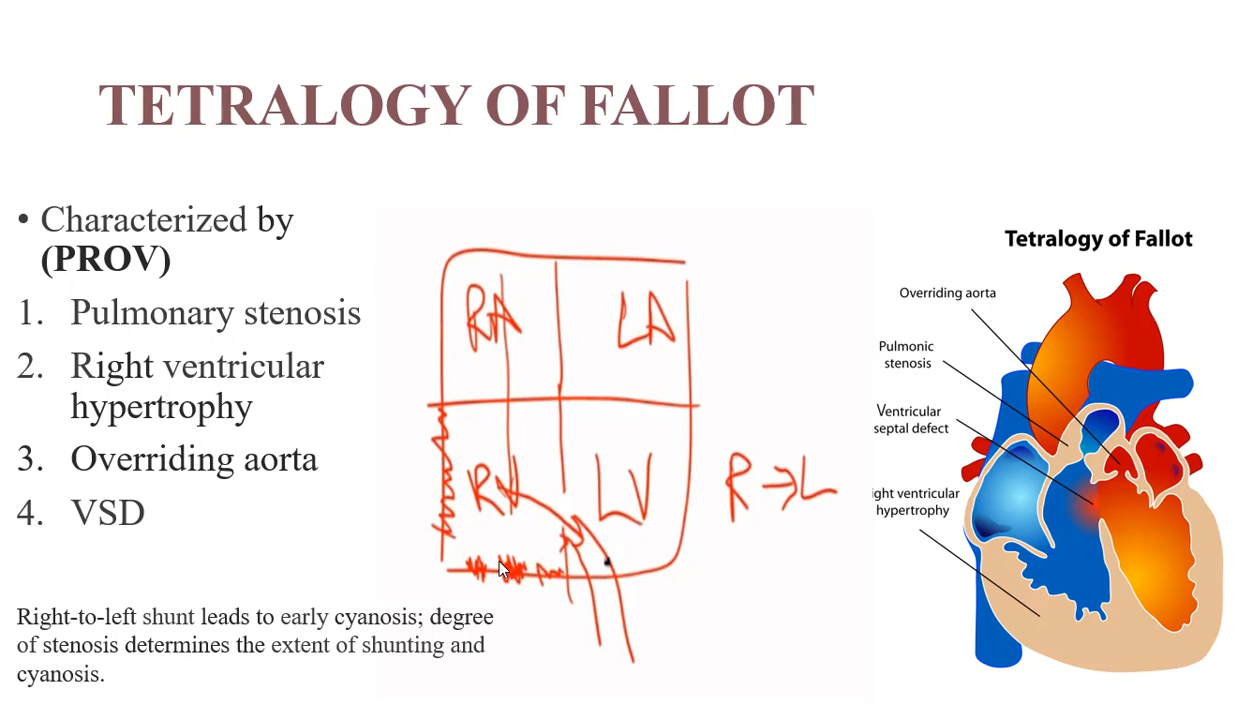 TETRALOGY OF FALLOT
• Characterized by
(PROV)
1. Pulmonary stenosis
2. Right ventricular
hypertrophy
3. Overriding aorta
4. VSD
Right-to-left shunt leads to early cyanosis; degree
of stenosis determines the extent of shunting and
cyanosis.
RA LA
RV LV
R → L
Tetralogy of Fallot
Overriding aorta
Pulmonic
stenosis
Ventricular
septal defect
ight ventricular
hypertrophy